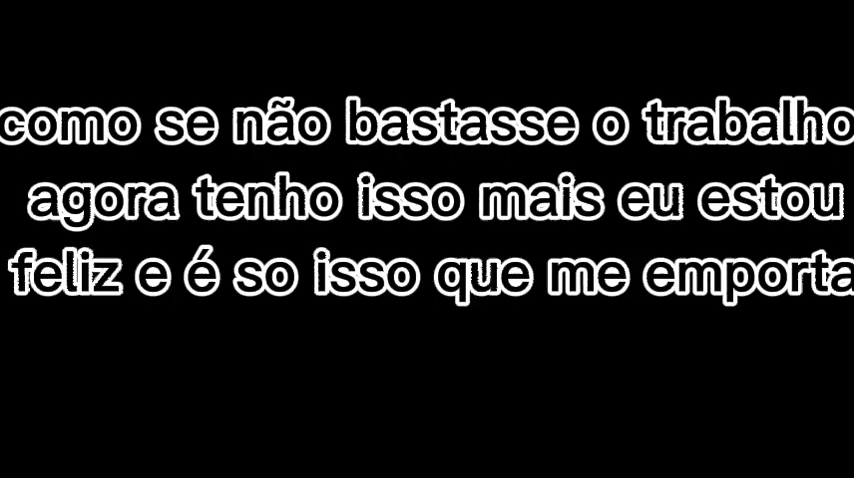 como se não bastasse o trabalho
agora tenho isso mais eu estou
feliz e é so isso que me emporta